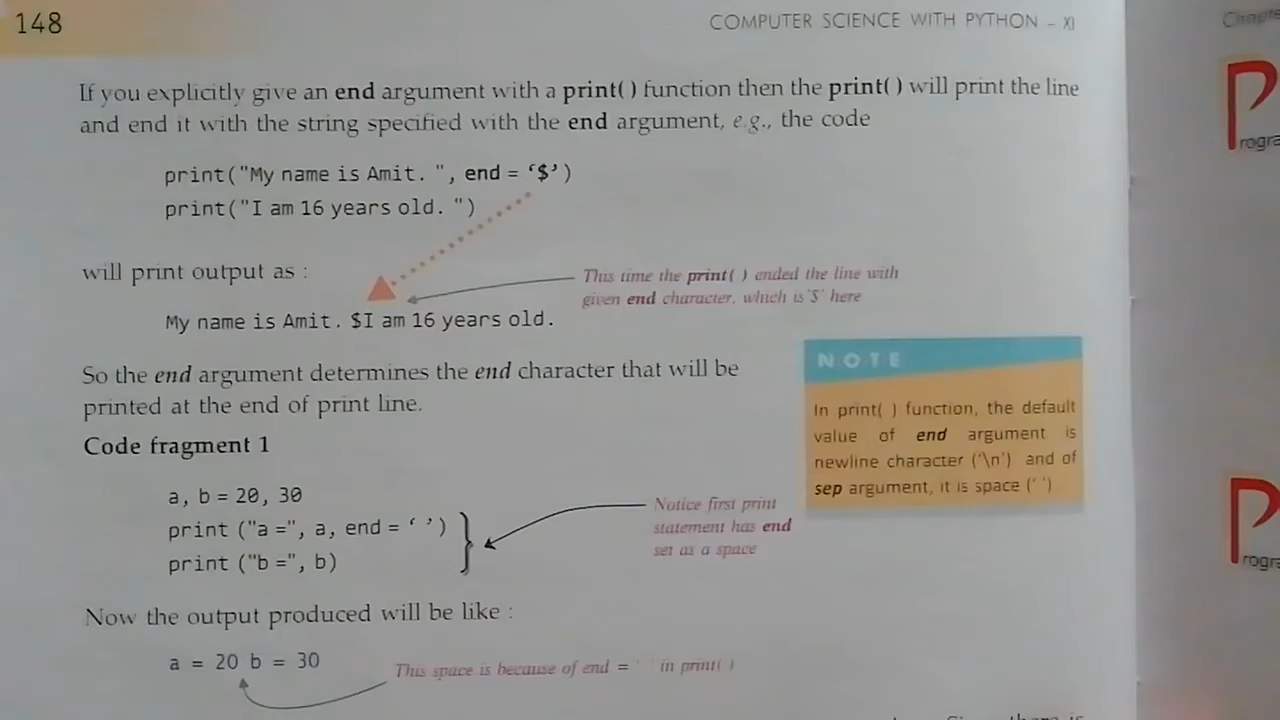 148
COMPUTER SCIENCE WITH PYTHON – XI
If you explicitly give an end argument with a print( ) function then the print( ) will print the line
and end it with the string specified with the end argument, e.g., the code
print("My name is Amit. ", end = ‘$’)
print("I am 16 years old. ")
will print output as :
This time the print( ) ended the line with
given end character, which is '$' here
My name is Amit. $I am 16 years old.
So the end argument determines the end character that will be
printed at the end of print line.
NOTE
In print( ) function, the default
value of end argument is
newline character ('\n') and of
sep argument, it is space (' ')
Code fragment 1
a, b = 20, 30
print ("a =", a, end = ‘ ’)
print ("b =", b)
Notice first print
statement has end
set as a space
Now the output produced will be like :
a = 20 b = 30
This space is because of end = ' ' in print( )
there is